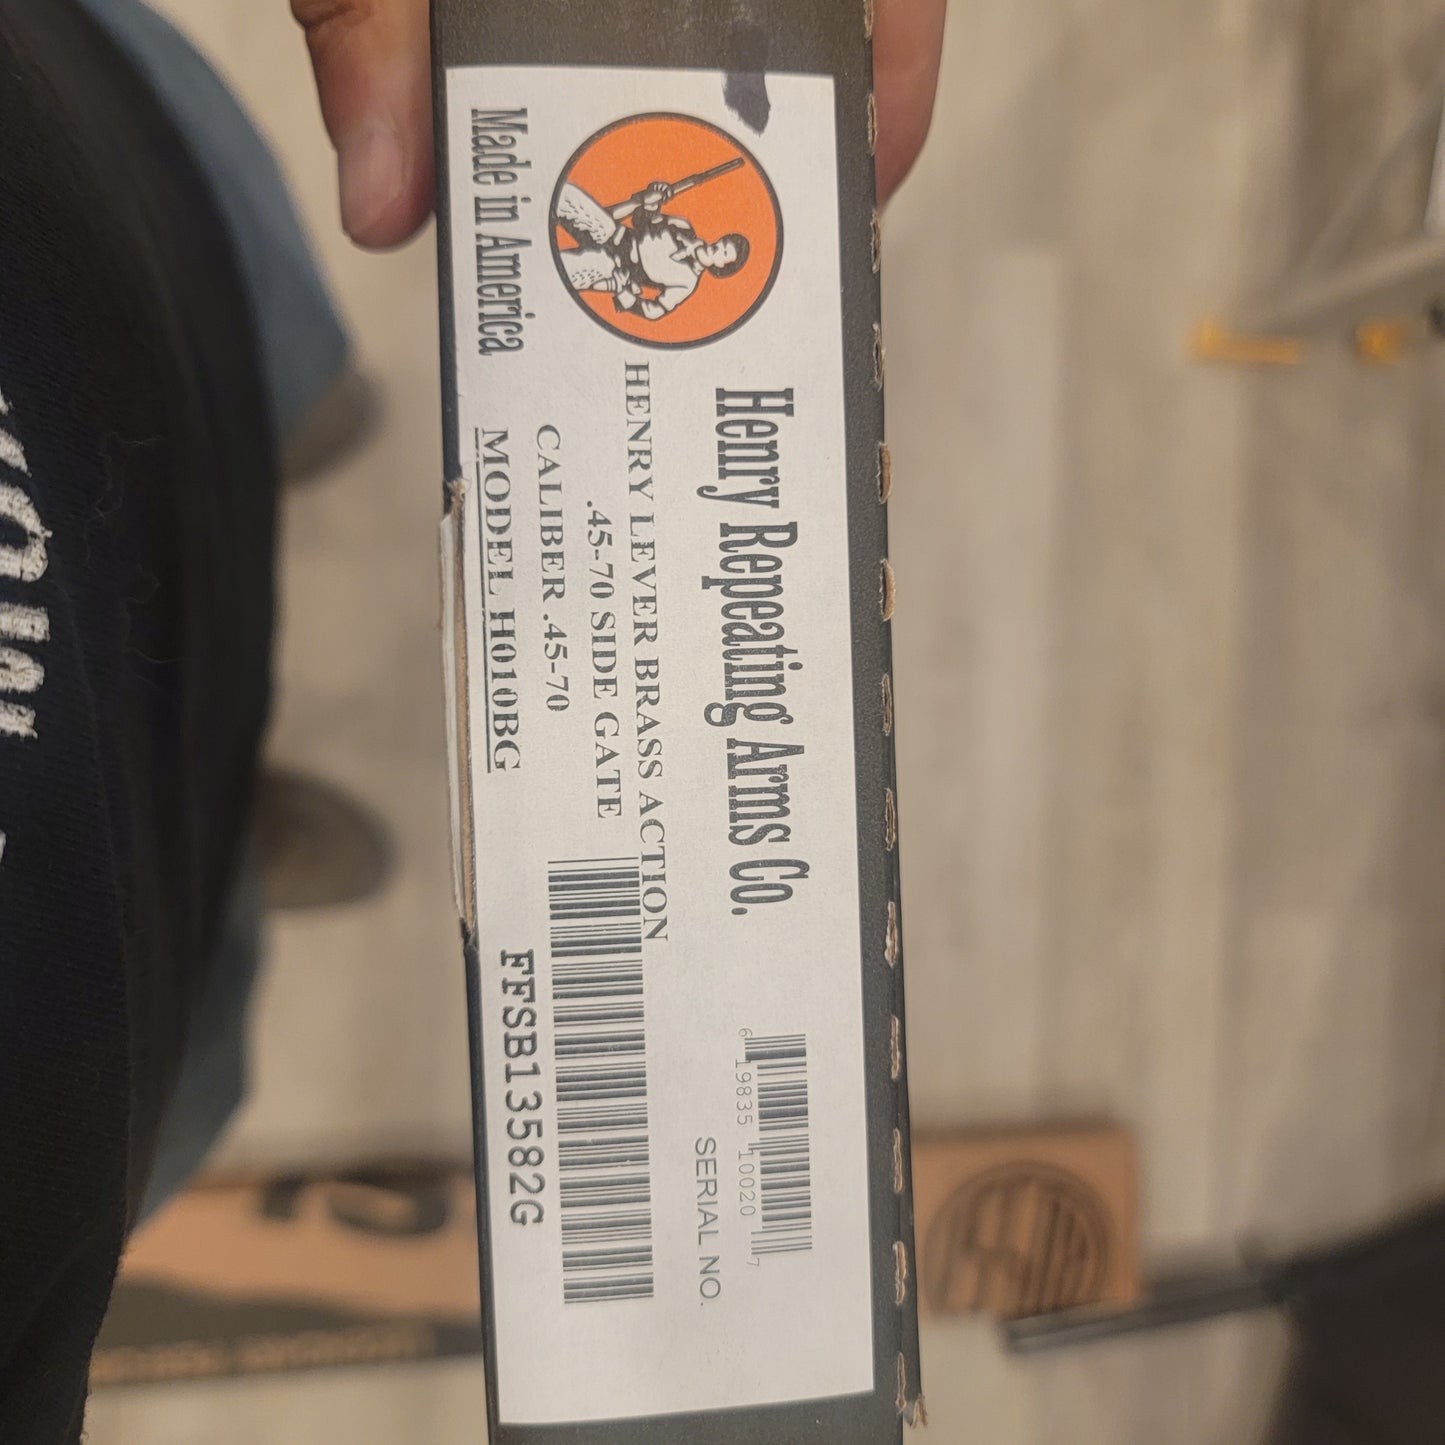 Henry Repeating Arms Co.
HENRY LEVER BRASS ACTION
.45-70 SIDE GATE
CALIBER .45-70
MODEL H010BG
Made in America
6 19835 10020 7
SERIAL NO.
FFSB13582G